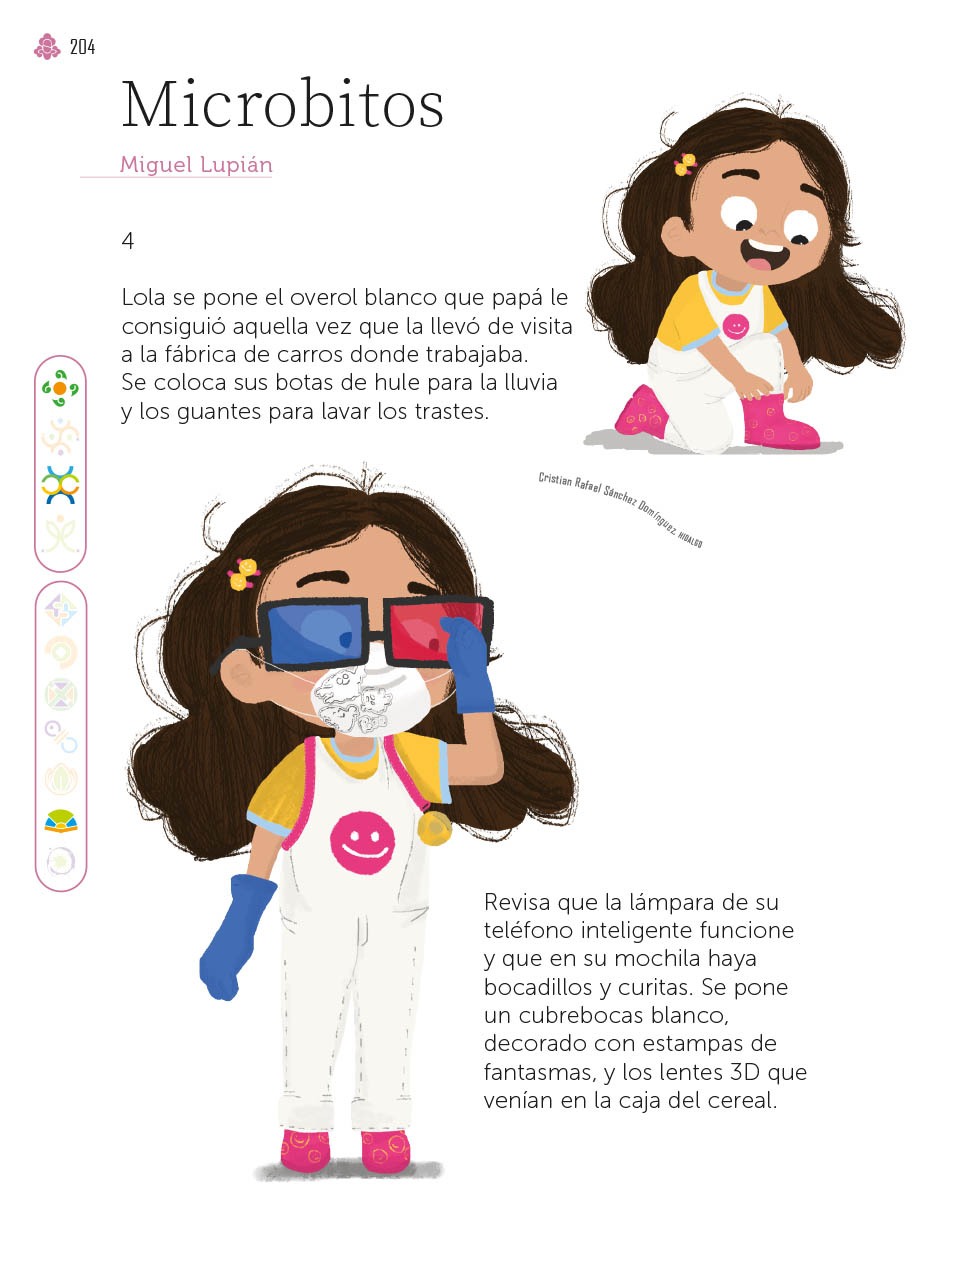 204
Microbitos
Miguel Lupián
4
Lola se pone el overol blanco que papá le
consiguió aquella vez que la llevó de visita
a la fábrica de carros donde trabajaba.
Se coloca sus botas de hule para la lluvia
y los guantes para lavar los trastes.
Cristian Rafael Sánchez Domínguez, HIDALGO
Revisa que la lámpara de su
teléfono inteligente funcione
y que en su mochila haya
bocadillos y curitas. Se pone
un cubrebocas blanco,
decorado con estampas de
fantasmas, y los lentes 3D que
venían en la caja del cereal.